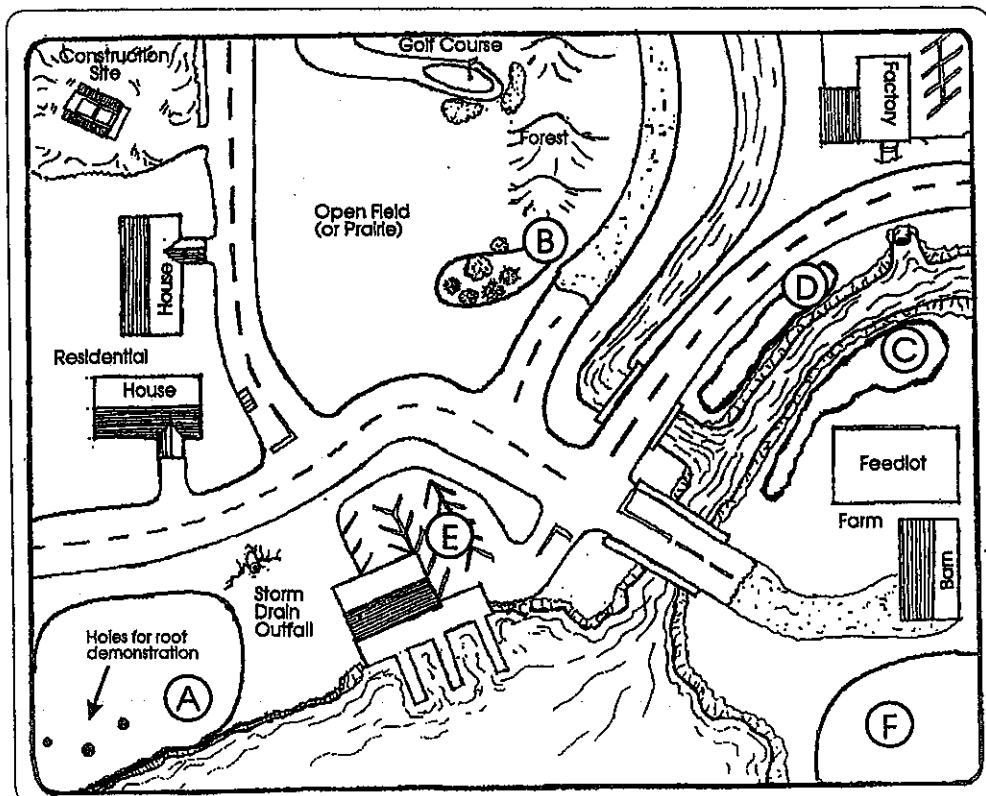 Golf Course
Construction
Site
Factory
Forest
Open Field
(or Prairie)
B
House
D
C
Residential
House
Feedlot
E
Farm
Barn
Storm
Drain
Outfall
Holes for root
demonstration
A
F